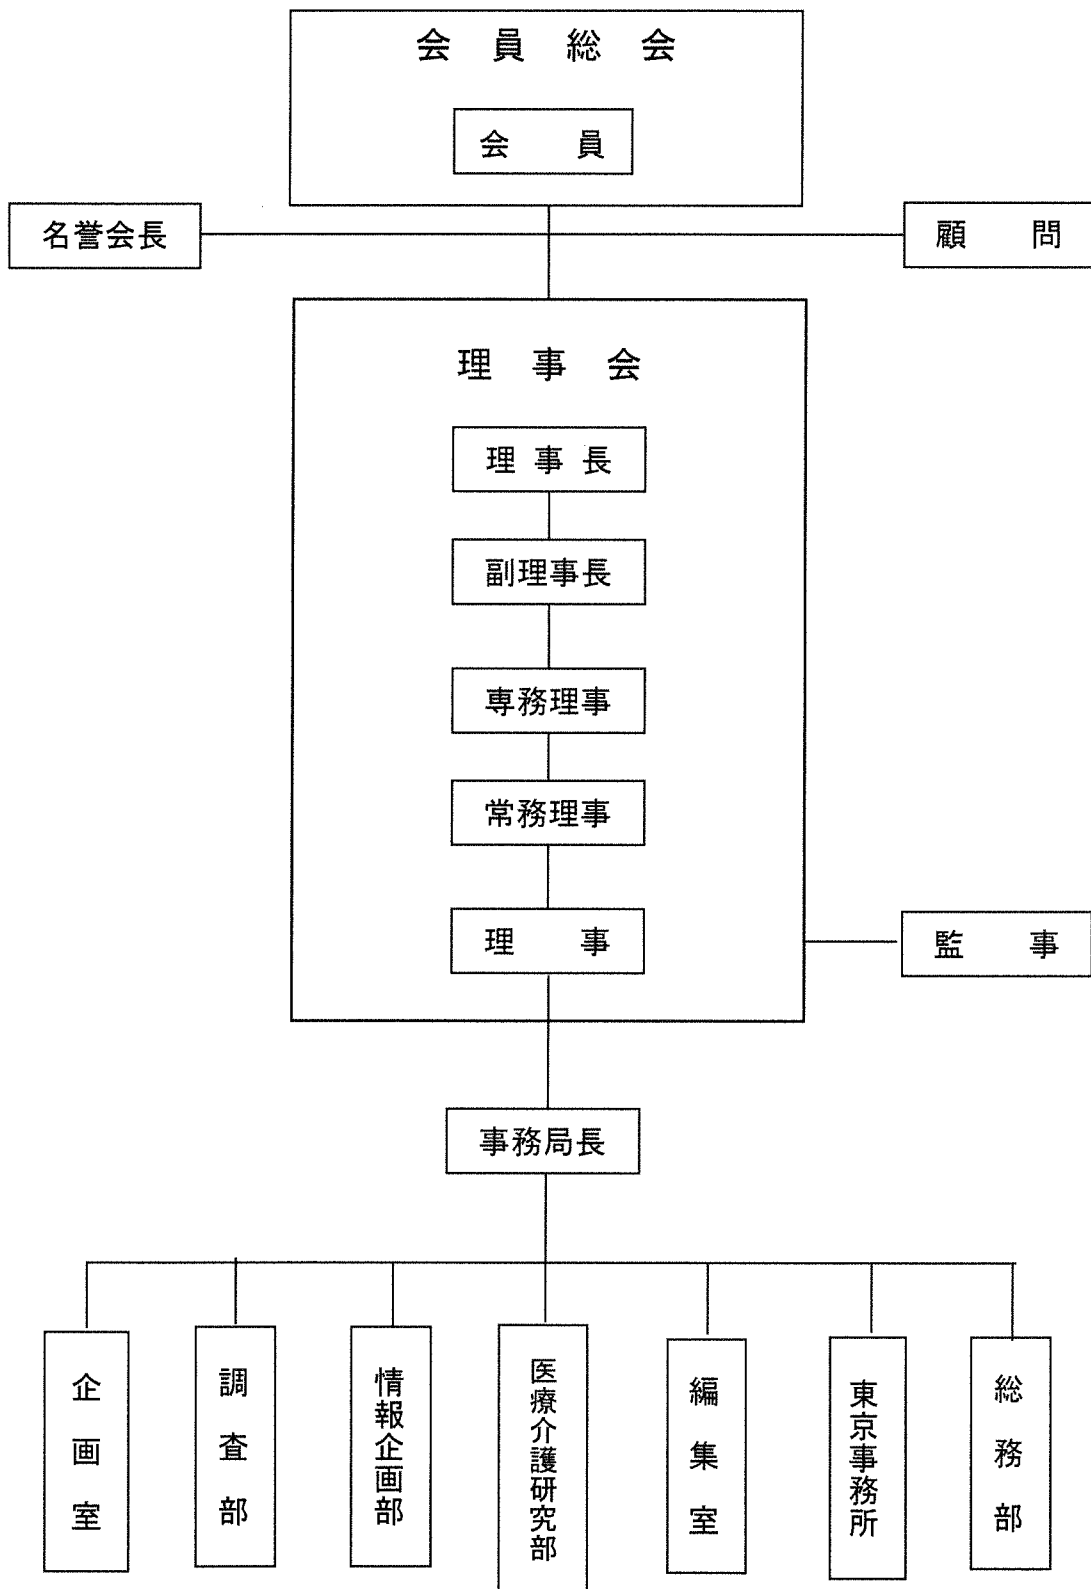 会員総会
会員
名誉会長
顧問
理事会
理事長
副理事長
専務理事
常務理事
理事
監事
事務局長
企画室
調査部
情報企画部
医療介護研究部
編集室
東京事務所
総務部